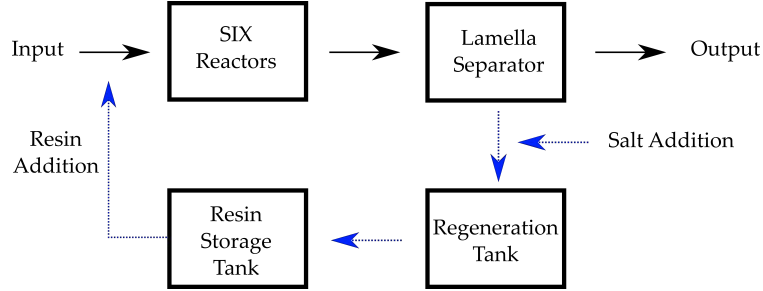 Input
SIX
Reactors
Lamella
Separator
Output
Resin
Addition
Salt Addition
Resin
Storage
Tank
Regeneration
Tank